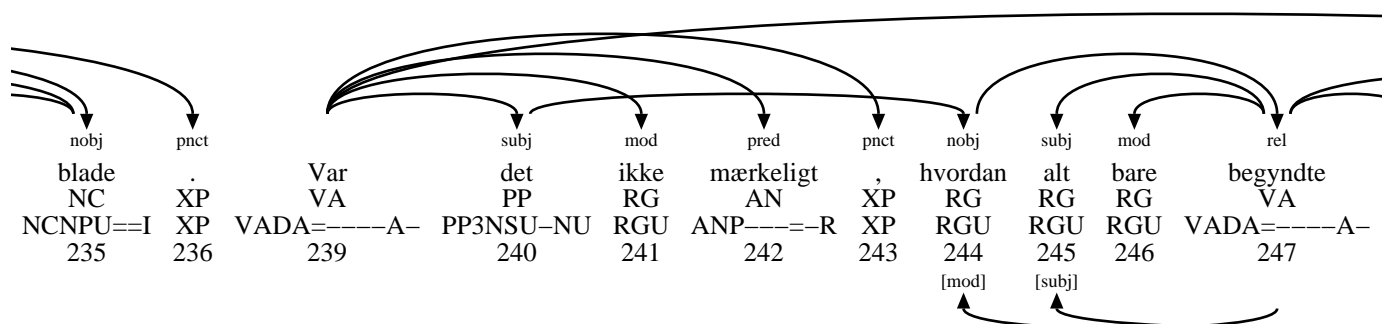 nobj pnct subj mod pred pnct nobj subj mod rel
blade . Var det ikke mærkeligt , hvordan alt bare begyndte
NC XP VA PP RG AN XP RG RG RG VA
NCNPU==I XP VADA=−−−−A− PP3NSU−NU RGU ANP−−−=−R XP RGU RGU RGU VADA=−−−−A−
235 236 239 240 241 242 243 244 245 246 247
[mod] [subj]